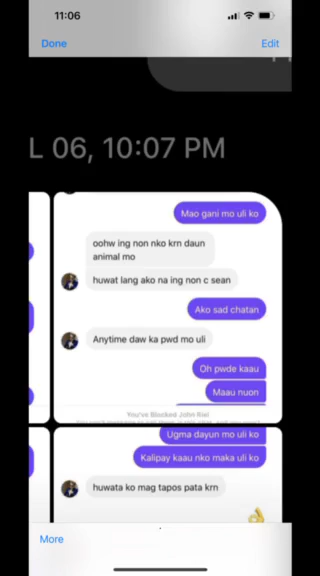 11:06
Done
Edit
L 06, 10:07 PM
Mao gani mo uli ko
oohw ing non nko krn daun
animal mo
huwat lang ako na ing non c sean
Ako sad chatan
Anytime daw ka pwd mo uli
Oh pwde kaau
Maau nuon
You've Blocked John Kiwi
Ugma dayun mo uli ko
Kalipay kaau nko maka uli ko
huwata ko mag tapos pata krn
More